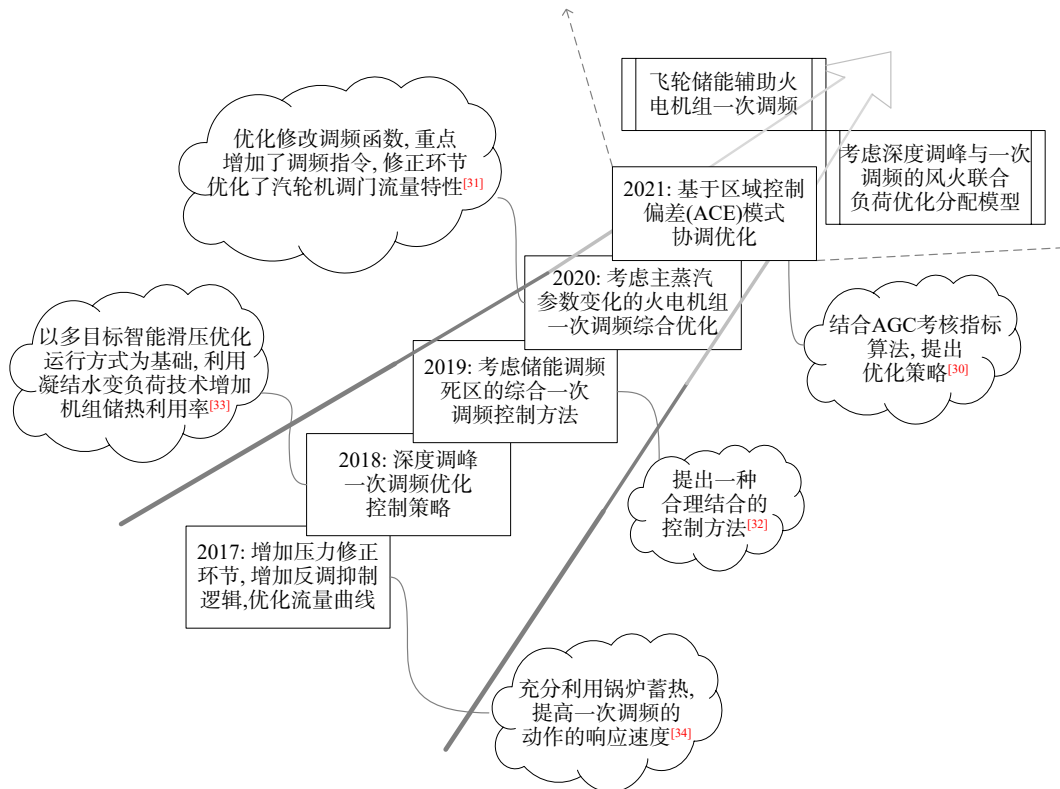 飞轮储能辅助火
电机组一次调频
优化修改调频函数, 重点
增加了调频指令, 修正环节
优化了汽轮机调门流量特性[31]
考虑深度调峰与一次
调频的风火联合
负荷优化分配模型
2021: 基于区域控制
偏差(ACE)模式
协调优化
2020: 考虑主蒸汽
参数变化的火电机组
一次调频综合优化
以多目标智能滑压优化
运行方式为基础, 利用
凝结水变负荷技术增加
机组储热利用率[33]
结合AGC考核指标
算法, 提出
优化策略[30]
2019: 考虑储能调频
死区的综合一次
调频控制方法
2018: 深度调峰
一次调频优化
控制策略
提出一种
合理结合的
控制方法[32]
2017: 增加压力修正
环节, 增加反调抑制
逻辑,优化流量曲线
充分利用锅炉蓄热,
提高一次调频的
动作的响应速度[34]